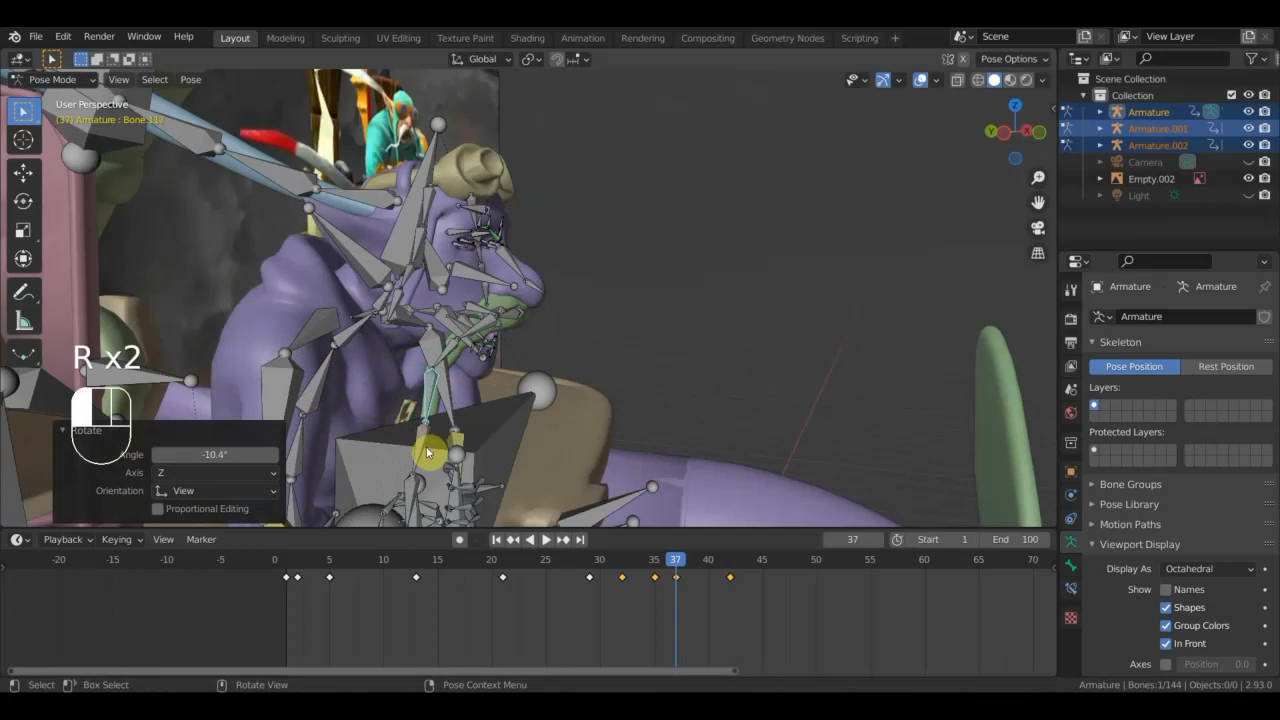 File Edit Render Window Help Layout Modeling Sculpting UV Editing Texture Paint Shading Animation Rendering Compositing Geometry Nodes Scripting + Scene View Layer
Global Pose Options
Pose Mode View Select Pose
User Perspective
(37) Armature : Bone.119
Scene Collection
Collection
Armature
Armature.001
Armature.002
Camera
Empty.002
Light
Z
Y X
Armature Armature
Armature
Skeleton
Pose Position Rest Position
Layers:
Protected Layers:
Bone Groups
Pose Library
Motion Paths
Viewport Display
Display As Octahedral
Show Names
Shapes
Group Colors
In Front
Axes Position 0.0
R x2
Rotate
Angle -10.4°
Axis Z
Orientation View
Proportional Editing
Playback Keying View Marker 37 Start 1 End 100
-20 -15 -10 -5 0 5 10 15 20 25 30 35 37 40 45 50 55 60 65 70
Select Box Select Rotate View Pose Context Menu Armature | Bones:1/144 | Objects:0/0 | 2.93.0